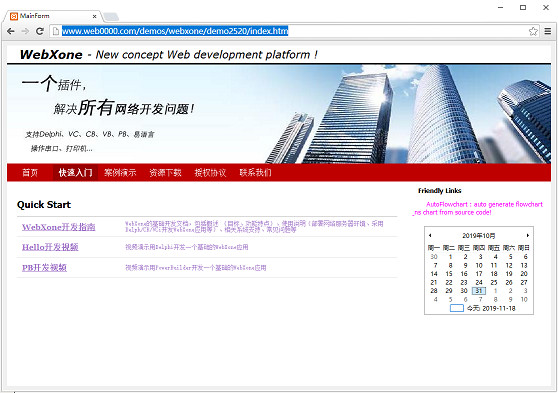 MainForm
www.web0000.com/demos/webxone/demo2520/index.htm
WebXone - New concept Web development platform !
一个插件,
解决所有网络开发问题!
支持Delphi、VC、CB、VB、PB、易语言
操作串口、打印机...
首页 快速入门 案例演示 资源下载 授权协议 联系我们
Quick Start
WebXone开发指南
WebXone的基础开发文档,包括概述 (目标、功能特点)、使用说明(部署网络服务器环境、采用
Delph/CB/VC+开发WebXone应用等)、相关系统支持、常见问题等
Hello开发视频 视频演示用Delphi开发一个基础的WebXone应用
PB开发视频 视频演示用PowerBuilder开发一个基础的WebXone应用
Friendly Links
AutoFlowchart : auto generate flowchart
,ns chart from source code!
2019年10月
周一 周二 周三 周四 周五 周六 周日
30 1 2 3 4 5 6
7 8 9 10 11 12 13
14 15 16 17 18 19 20
21 22 23 24 25 26 27
28 29 30 31 1 2 3
4 5 6 7 8 9 10
今天: 2019-11-18